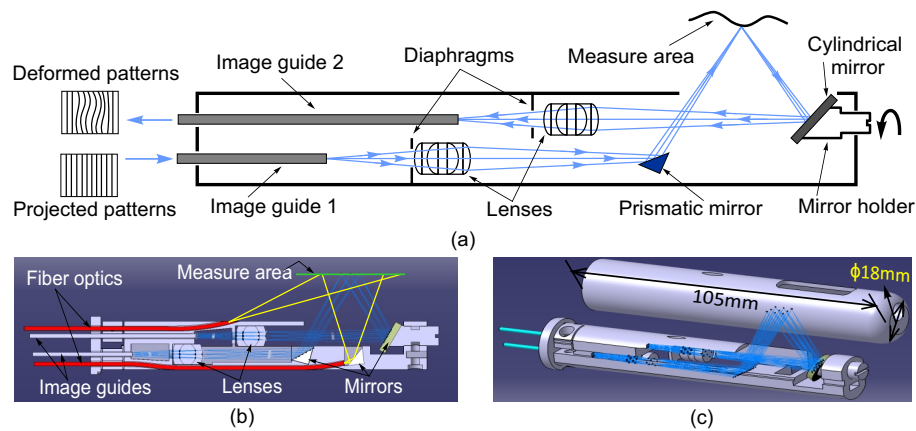 Deformed patterns
Image guide 2
Diaphragms
Measure area
Cylindrical
mirror
Projected patterns
Image guide 1
Lenses
Prismatic mirror
Mirror holder
(a)
Fiber optics
Measure area
Image guides
Lenses
Mirrors
(b)
105mm
ϕ18mm
(c)